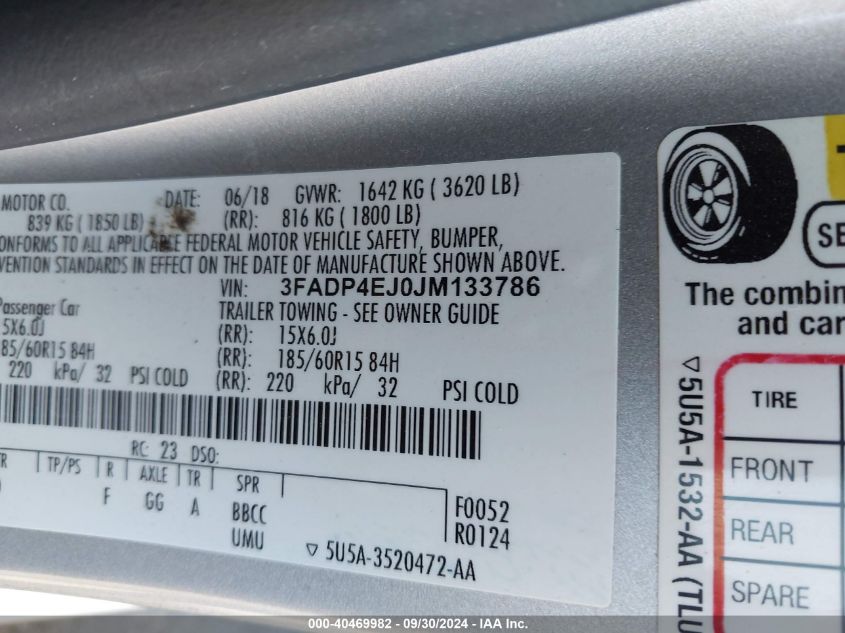 MOTOR CO.
DATE: 06/18 GVWR: 1642 KG ( 3620 LB)
839 KG ( 1850 LB) (RR): 816 KG ( 1800 LB)
ONFORMS TO ALL APPLICABLE FEDERAL MOTOR VEHICLE SAFETY, BUMPER,
VENTION STANDARDS IN EFFECT ON THE DATE OF MANUFACTURE SHOWN ABOVE.
VIN: 3FADP4EJ0JM133786
Passenger Car TRAILER TOWING - SEE OWNER GUIDE
5X6.0J (RR): 15X6.0J
185/60R15 84H (RR): 185/60R15 84H
220 kPa/ 32 PSI COLD (RR): 220 kPa/ 32 PSI COLD
RC: 23 DSO:
TR TP/PS R AXLE TR SPR
F GG A BBCC
UMU
F0052
R0124
▽ 5U5A-3520472-AA
SE
The combin
and car
▽5U5A-1532-AA (TLU
TIRE
FRONT
REAR
SPARE
000-40469982 - 09/30/2024 - IAA Inc.